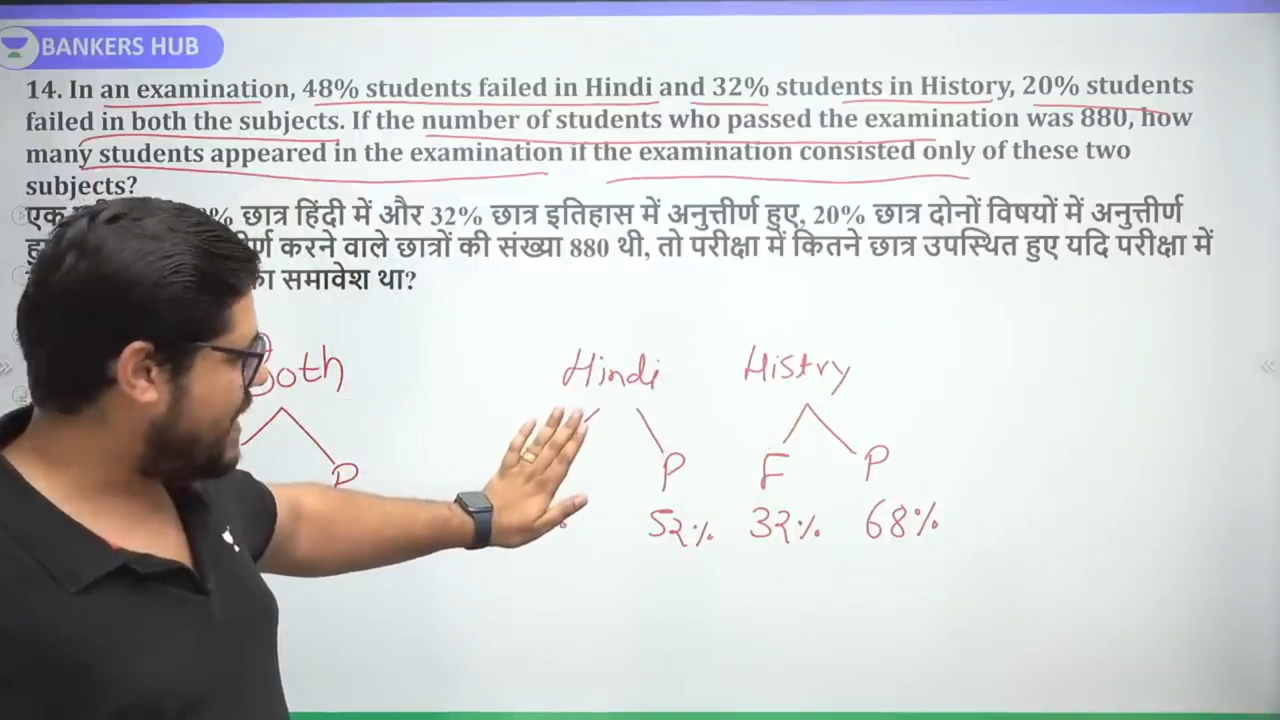 BANKERS HUB
14. In an examination, 48% students failed in Hindi and 32% students in History, 20% students
failed in both the subjects. If the number of students who passed the examination was 880, how
many students appeared in the examination if the examination consisted only of these two
subjects?
एक % छात्र हिंदी में और 32% छात्र इतिहास में अनुत्तीर्ण हुए, 20% छात्र दोनों विषयों में अनुत्तीर्ण
करने वाले छात्रों की संख्या 880 थी, तो परीक्षा में कितने छात्र उपस्थित हुए यदि परीक्षा में
का समावेश था?
Both Hindi Histry
P P F P
52% 32% 68%